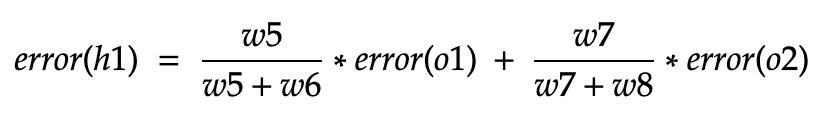 error(h1) = w5 / (w5 + w6) * error(o1) + w7 / (w7 + w8) * error(o2)